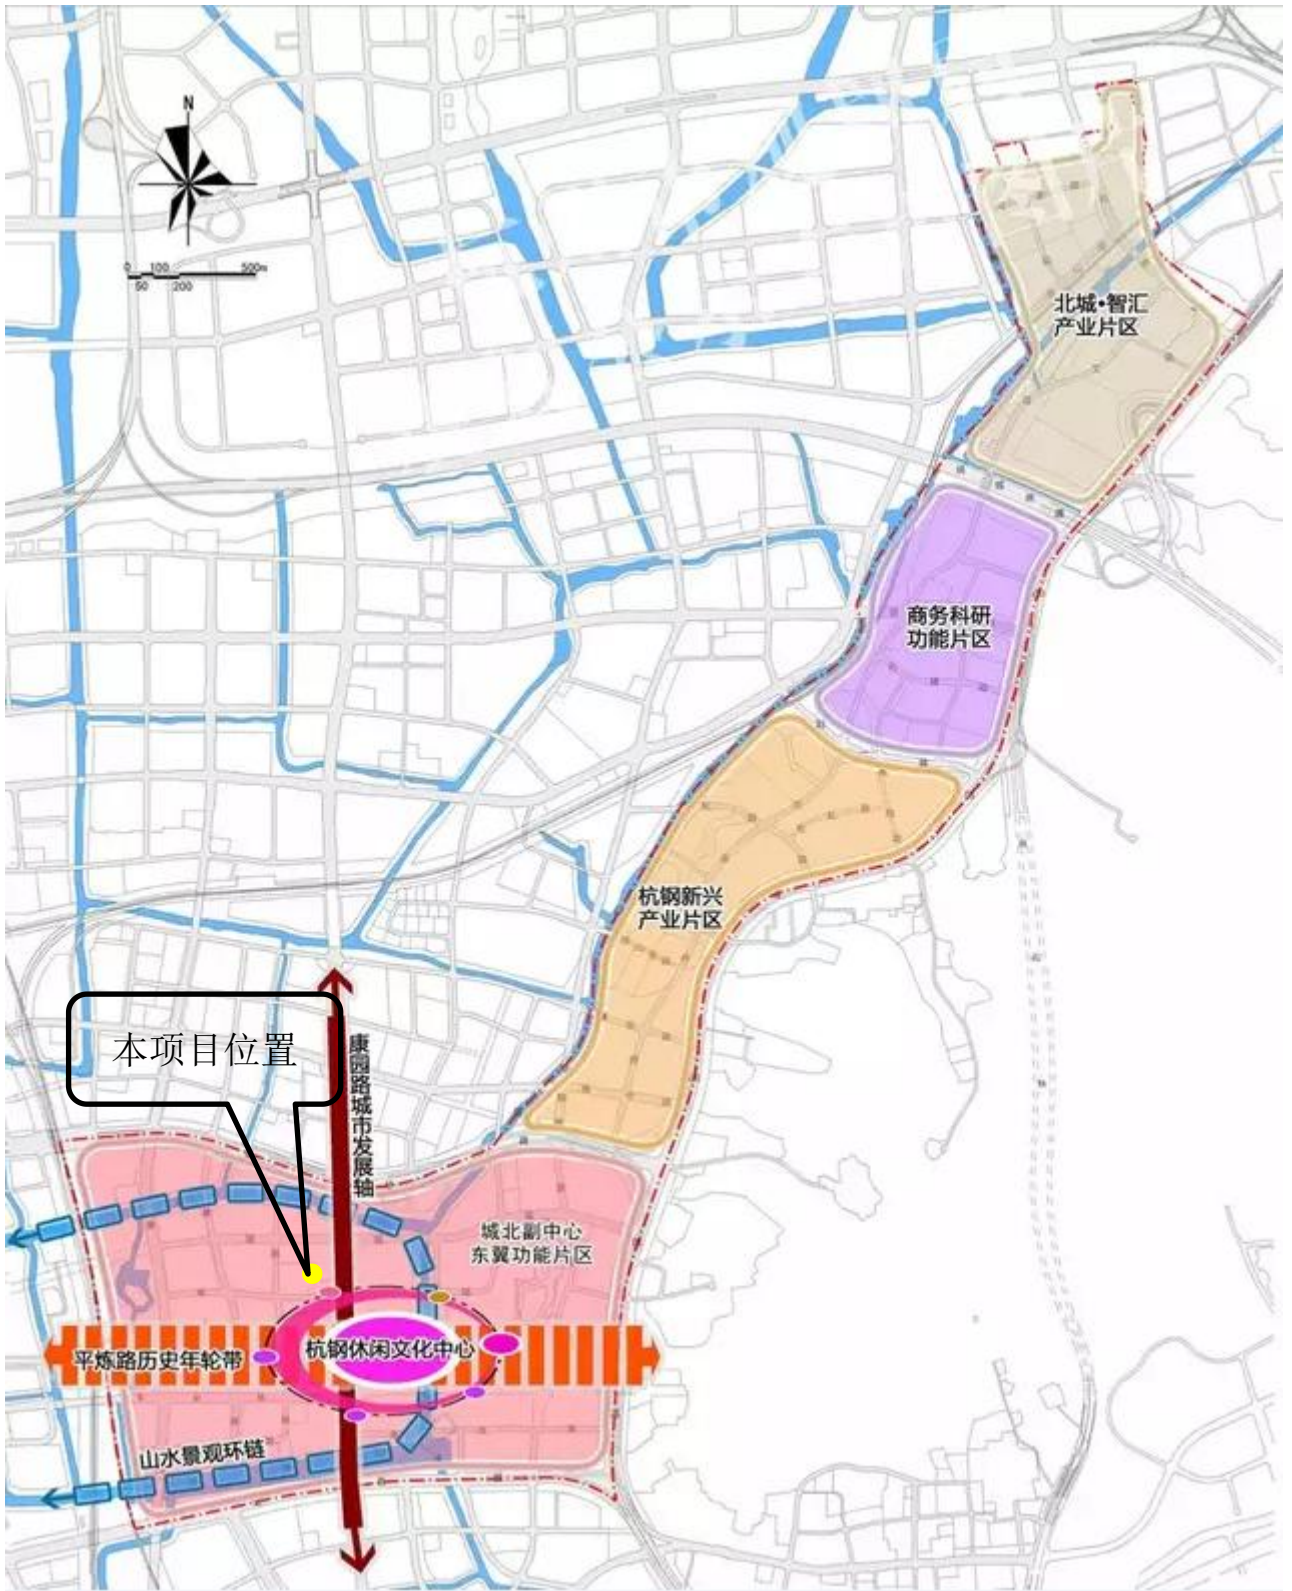 N
0 100 500m
50 200
北城•智汇
产业片区
商务科研
功能片区
杭钢新兴
产业片区
本项目位置
康园路城市发展轴
城北副中心
东翼功能片区
杭钢休闲文化中心
平炼路历史年轮带
山水景观环链